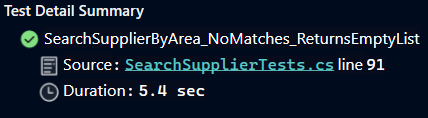 Test Detail Summary
SearchSupplierByArea_NoMatches_ReturnsEmptyList
Source: SearchSupplierTests.cs line 91
Duration: 5.4 sec